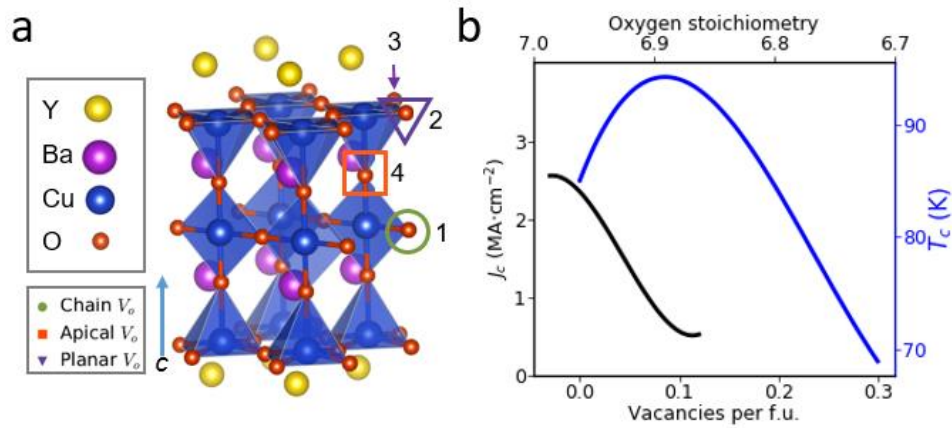 a
Y
Ba
Cu
O
Chain Vₒ
Apical Vₒ
Planar Vₒ
c
3
2
4
1
b
Oxygen stoichiometry
7.0 6.9 6.8 6.7
J_c (MA·cm⁻²)
3
2
1
0
90
80
70
T_c (K)
0.0 0.1 0.2 0.3
Vacancies per f.u.